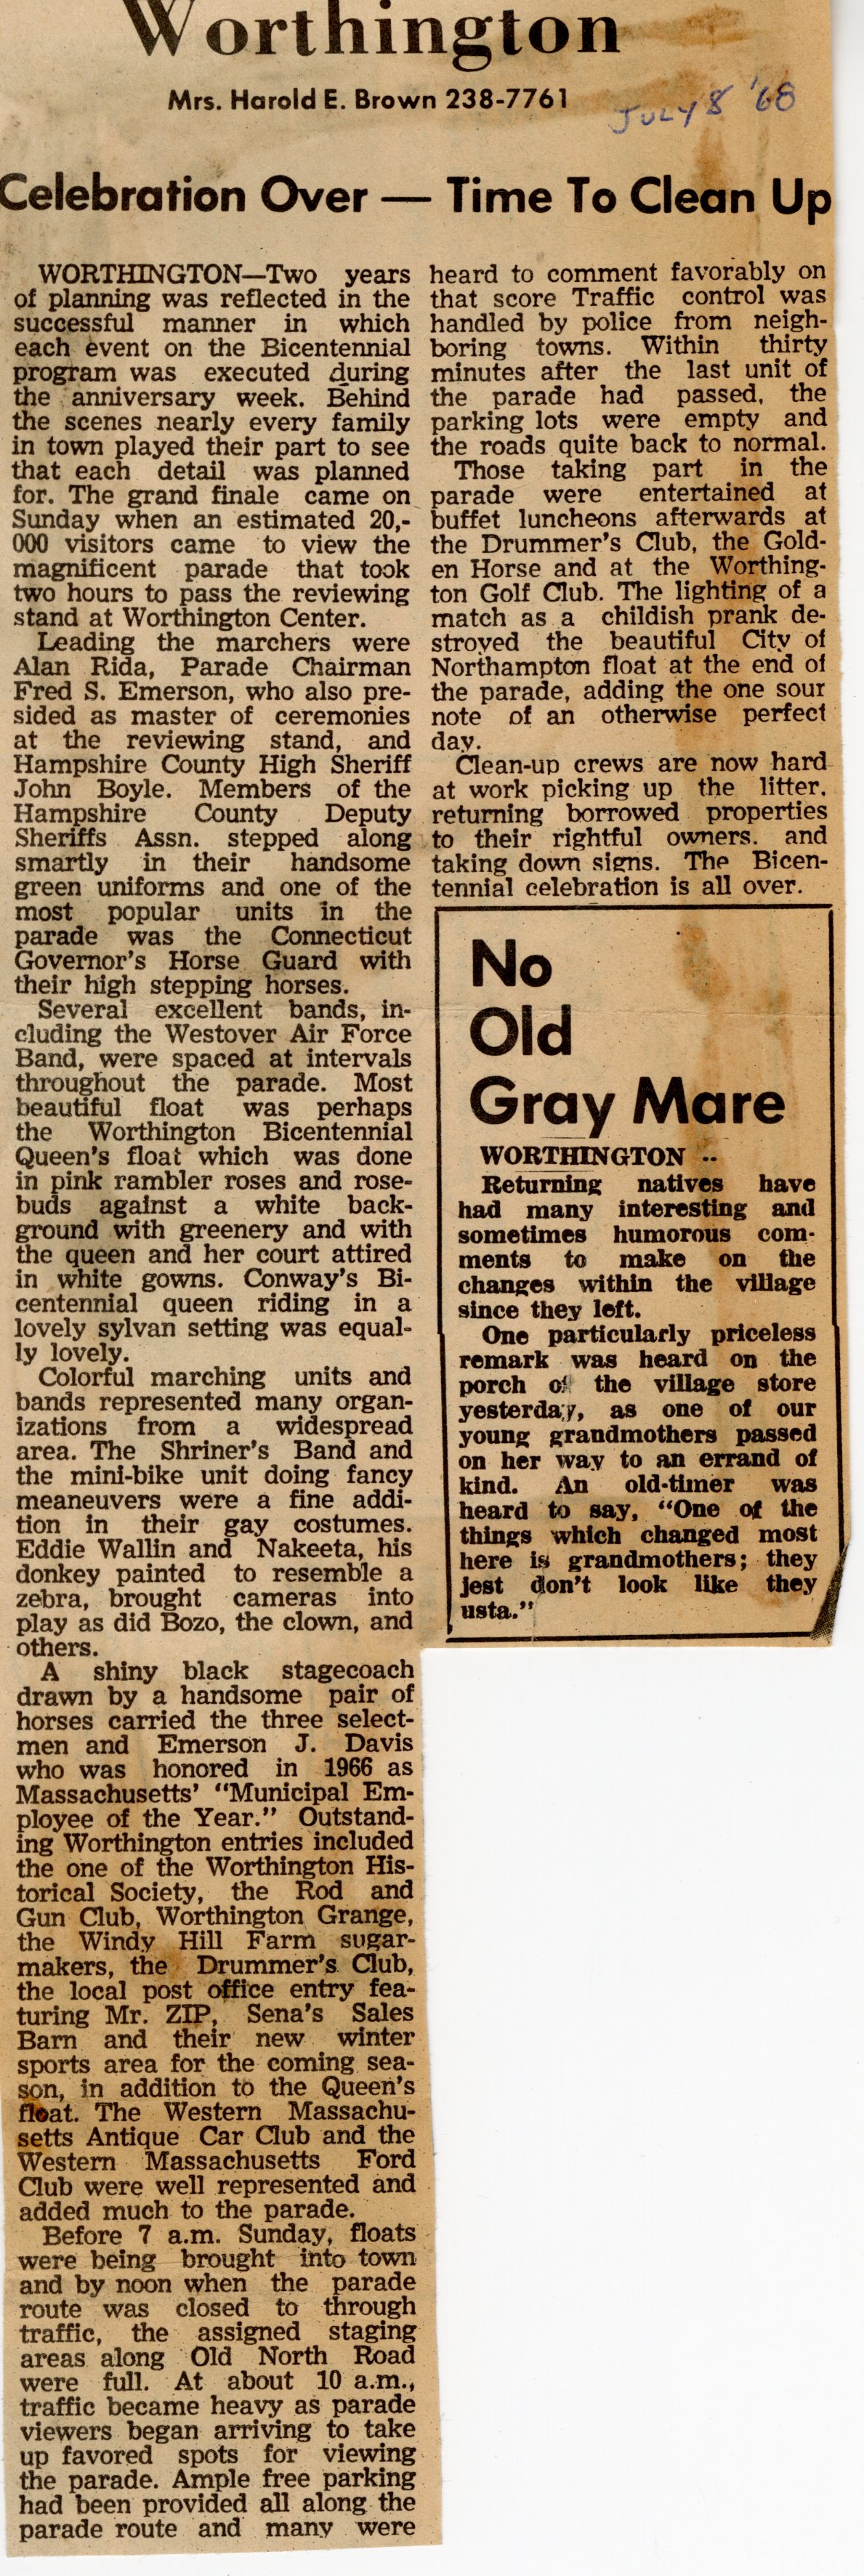 Worthington
Mrs. Harold E. Brown 238-7761
JULY 8 '68
Celebration Over — Time To Clean Up
WORTHINGTON—Two years
of planning was reflected in the
successful manner in which
each event on the Bicentennial
program was executed during
the anniversary week. Behind
the scenes nearly every family
in town played their part to see
that each detail was planned
for. The grand finale came on
Sunday when an estimated 20,-
000 visitors came to view the
magnificent parade that took
two hours to pass the reviewing
stand at Worthington Center.
Leading the marchers were
Alan Rida, Parade Chairman
Fred S. Emerson, who also pre-
sided as master of ceremonies
at the reviewing stand, and
Hampshire County High Sheriff
John Boyle. Members of the
Hampshire County Deputy
Sheriffs Assn. stepped along
smartly in their handsome
green uniforms and one of the
most popular units in the
parade was the Connecticut
Governor's Horse Guard with
their high stepping horses.
Several excellent bands, in-
cluding the Westover Air Force
Band, were spaced at intervals
throughout the parade. Most
beautiful float was perhaps
the Worthington Bicentennial
Queen's float which was done
in pink rambler roses and rose-
buds against a white back-
ground with greenery and with
the queen and her court attired
in white gowns. Conway's Bi-
centennial queen riding in a
lovely sylvan setting was equal-
ly lovely.
Colorful marching units and
bands represented many organ-
izations from a widespread
area. The Shriner's Band and
the mini-bike unit doing fancy
meaneuvers were a fine addi-
tion in their gay costumes.
Eddie Wallin and Nakeeta, his
donkey painted to resemble a
zebra, brought cameras into
play as did Bozo, the clown, and
others.
A shiny black stagecoach
drawn by a handsome pair of
horses carried the three select-
men and Emerson J. Davis
who was honored in 1966 as
Massachusetts' "Municipal Em-
ployee of the Year." Outstand-
ing Worthington entries included
the one of the Worthington His-
torical Society, the Rod and
Gun Club, Worthington Grange,
the Windy Hill Farm sugar-
makers, the Drummer's Club,
the local post office entry fea-
turing Mr. ZIP, Sena's Sales
Barn and their new winter
sports area for the coming sea-
son, in addition to the Queen's
float. The Western Massachu-
setts Antique Car Club and the
Western Massachusetts Ford
Club were well represented and
added much to the parade.
Before 7 a.m. Sunday, floats
were being brought into town
and by noon when the parade
route was closed to through
traffic, the assigned staging
areas along Old North Road
were full. At about 10 a.m.,
traffic became heavy as parade
viewers began arriving to take
up favored spots for viewing
the parade. Ample free parking
had been provided all along the
parade route and many were
heard to comment favorably on
that score Traffic control was
handled by police from neigh-
boring towns. Within thirty
minutes after the last unit of
the parade had passed, the
parking lots were empty and
the roads quite back to normal.
Those taking part in the
parade were entertained at
buffet luncheons afterwards at
the Drummer's Club, the Gold-
en Horse and at the Worthing-
ton Golf Club. The lighting of a
match as a childish prank de-
stroyed the beautiful City of
Northampton float at the end of
the parade, adding the one sour
note of an otherwise perfect
day.
Clean-up crews are now hard
at work picking up the litter,
returning borrowed properties
to their rightful owners, and
taking down signs. The Bicen-
tennial celebration is all over.
No
Old
Gray Mare
WORTHINGTON --
Returning natives have
had many interesting and
sometimes humorous com-
ments to make on the
changes within the village
since they left.
One particularly priceless
remark was heard on the
porch of the village store
yesterday, as one of our
young grandmothers passed
on her way to an errand of
kind. An old-timer was
heard to say, "One of the
things which changed most
here is grandmothers; they
jest don't look like they
usta."